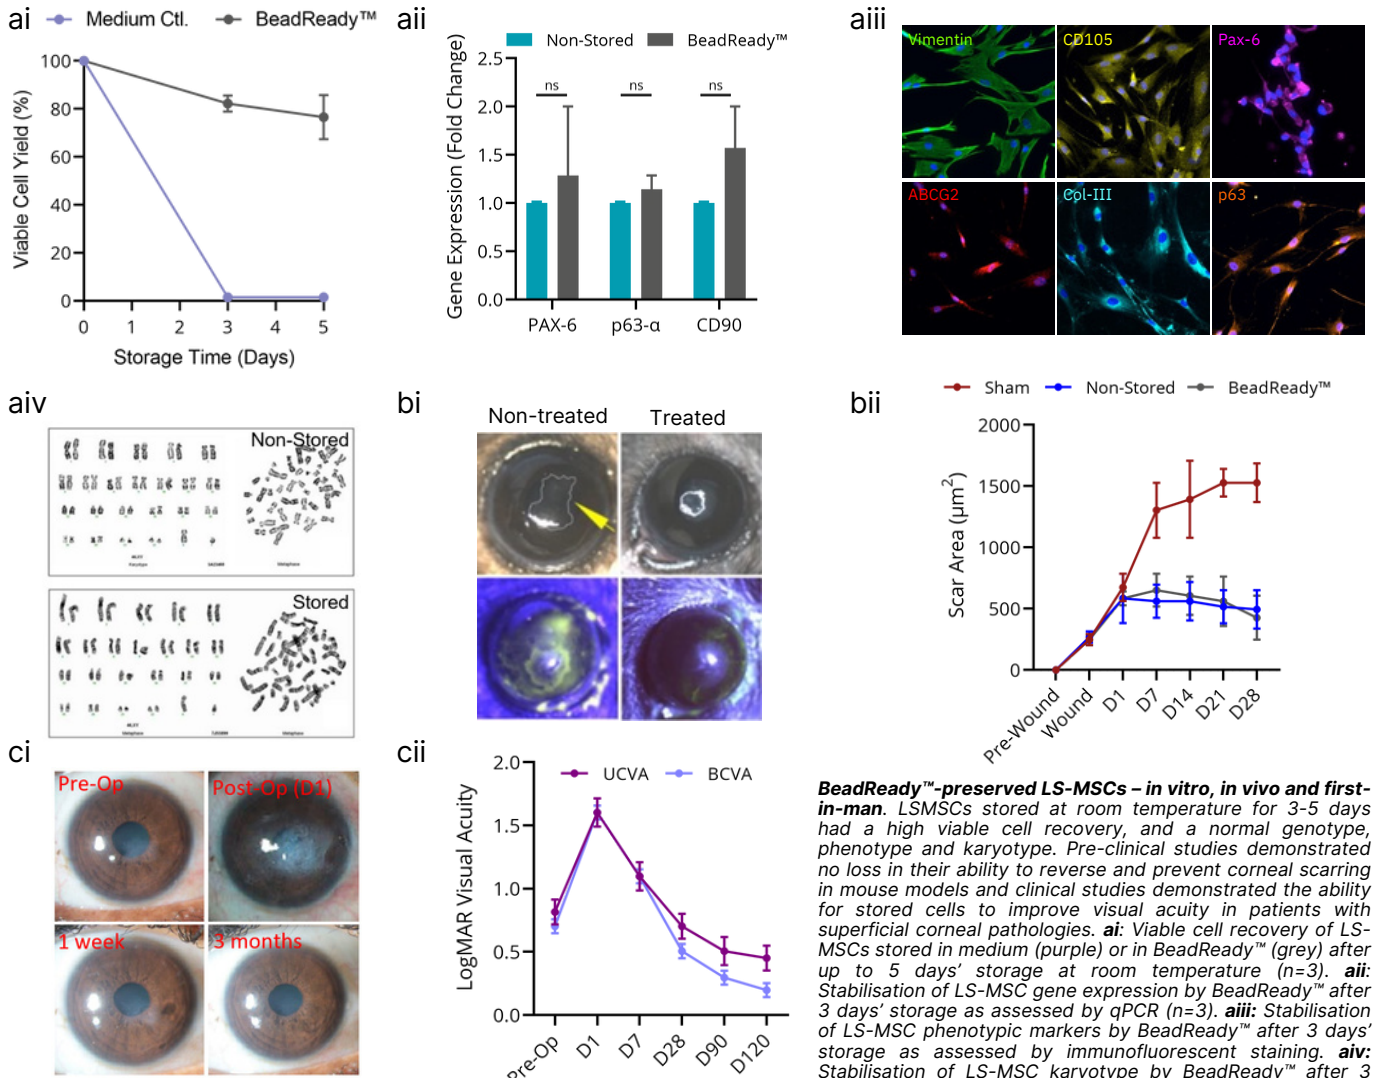 ai
Medium Ctl.
BeadReady™
Viable Cell Yield (%)
100
80
60
40
20
0
0 1 2 3 4 5
Storage Time (Days)
aii
Non-Stored
BeadReady™
Gene Expression (Fold Change)
2.5
2.0
1.5
1.0
0.5
0.0
ns ns ns
PAX-6 p63-α CD90
aiii
Vimentin
CD105
Pax-6
ABCG2
Col-III
p63
aiv
Non-Stored
Stored
bi
Non-treated
Treated
bii
Sham
Non-Stored
BeadReady™
Scar Area (µm²)
2000
1500
1000
500
0
Pre-Wound
Wound
D1
D7
D14
D21
D28
ci
Pre-Op
Post-Op (D1)
1 week
3 months
cii
UCVA
BCVA
LogMAR Visual Acuity
2.0
1.5
1.0
0.5
0.0
Pre-Op
D1
D7
D28
D90
D120
BeadReady™-preserved LS-MSCs – in vitro, in vivo and first-
in-man. LSMSCs stored at room temperature for 3-5 days
had a high viable cell recovery, and a normal genotype,
phenotype and karyotype. Pre-clinical studies demonstrated
no loss in their ability to reverse and prevent corneal scarring
in mouse models and clinical studies demonstrated the ability
for stored cells to improve visual acuity in patients with
superficial corneal pathologies. ai: Viable cell recovery of LS-
MSCs stored in medium (purple) or in BeadReady™ (grey) after
up to 5 days’ storage at room temperature (n=3). aii:
Stabilisation of LS-MSC gene expression by BeadReady™ after
3 days’ storage as assessed by qPCR (n=3). aiii: Stabilisation
of LS-MSC phenotypic markers by BeadReady™ after 3 days’
storage as assessed by immunofluorescent staining. aiv:
Stabilisation of LS-MSC karyotype by BeadReady™ after 3